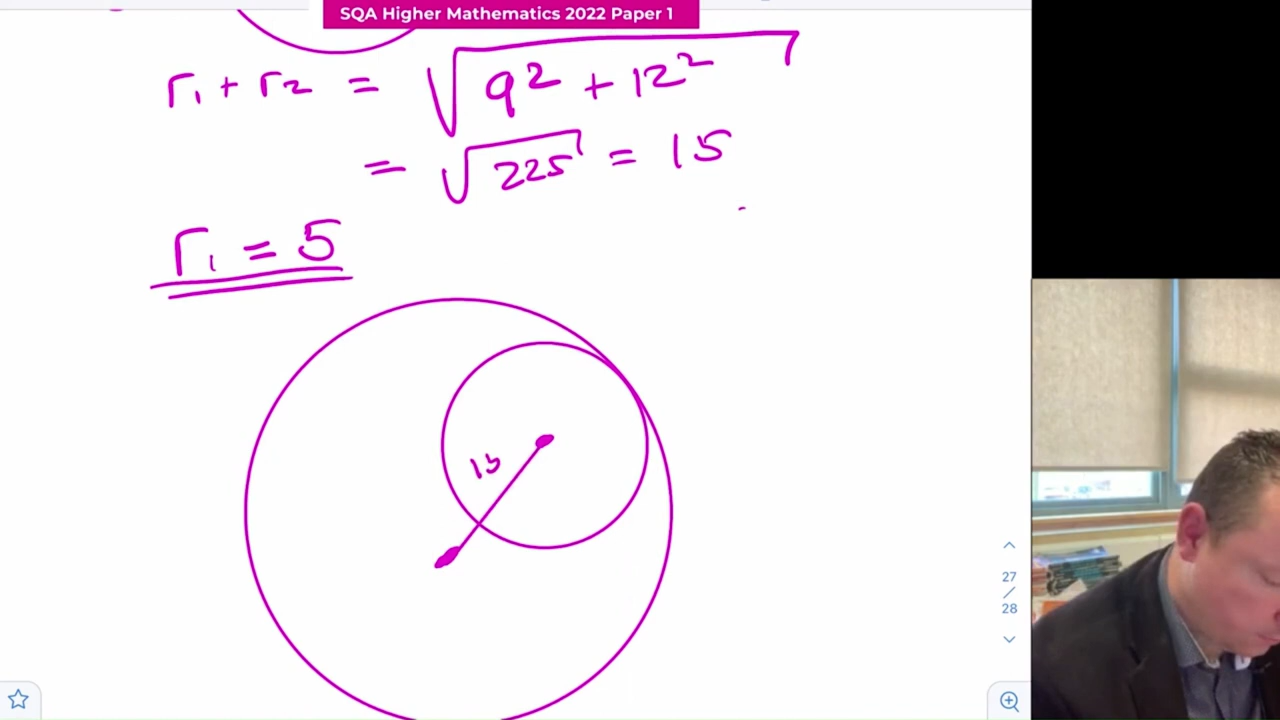 SQA Higher Mathematics 2022 Paper 1
r₁ + r₂ = √(9² + 12²)
= √225 = 15
r₁ = 5
15
27
/
28